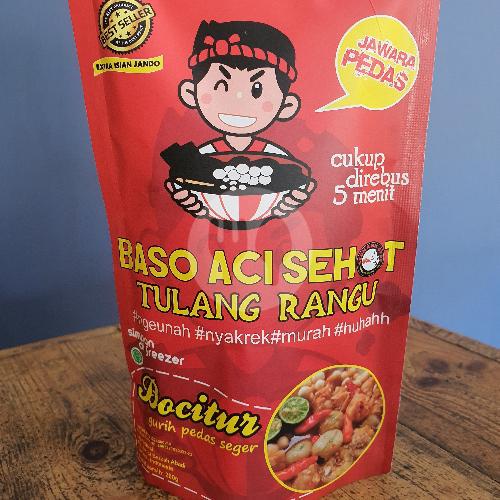 BEST SELLER
EXTRA ISIAN JANDO
JAWARA
PEDAS
cukup
direbus
5 menit
BASO ACI SEHOT
TULANG RANGU
#ngeunah #nyakrek#murah #huhahh
simpan
freezer
Bocitur
gurih pedas seger